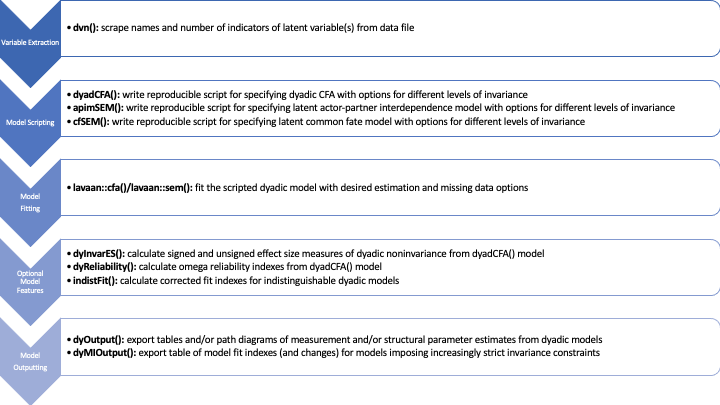 Variable Extraction
• dvn(): scrape names and number of indicators of latent variable(s) from data file
Model Scripting
• dyadCFA(): write reproducible script for specifying dyadic CFA with options for different levels of invariance
• apimSEM(): write reproducible script for specifying latent actor-partner interdependence model with options for different levels of invariance
• cfSEM(): write reproducible script for specifying latent common fate model with options for different levels of invariance
Model
Fitting
• lavaan::cfa()/lavaan::sem(): fit the scripted dyadic model with desired estimation and missing data options
Optional
Model
Features
• dyInvarES(): calculate signed and unsigned effect size measures of dyadic noninvariance from dyadCFA() model
• dyReliability(): calculate omega reliability indexes from dyadCFA() model
• indistFit(): calculate corrected fit indexes for indistinguishable dyadic models
Model
Outputting
• dyOutput(): export tables and/or path diagrams of measurement and/or structural parameter estimates from dyadic models
• dyMIOutput(): export table of model fit indexes (and changes) for models imposing increasingly strict invariance constraints